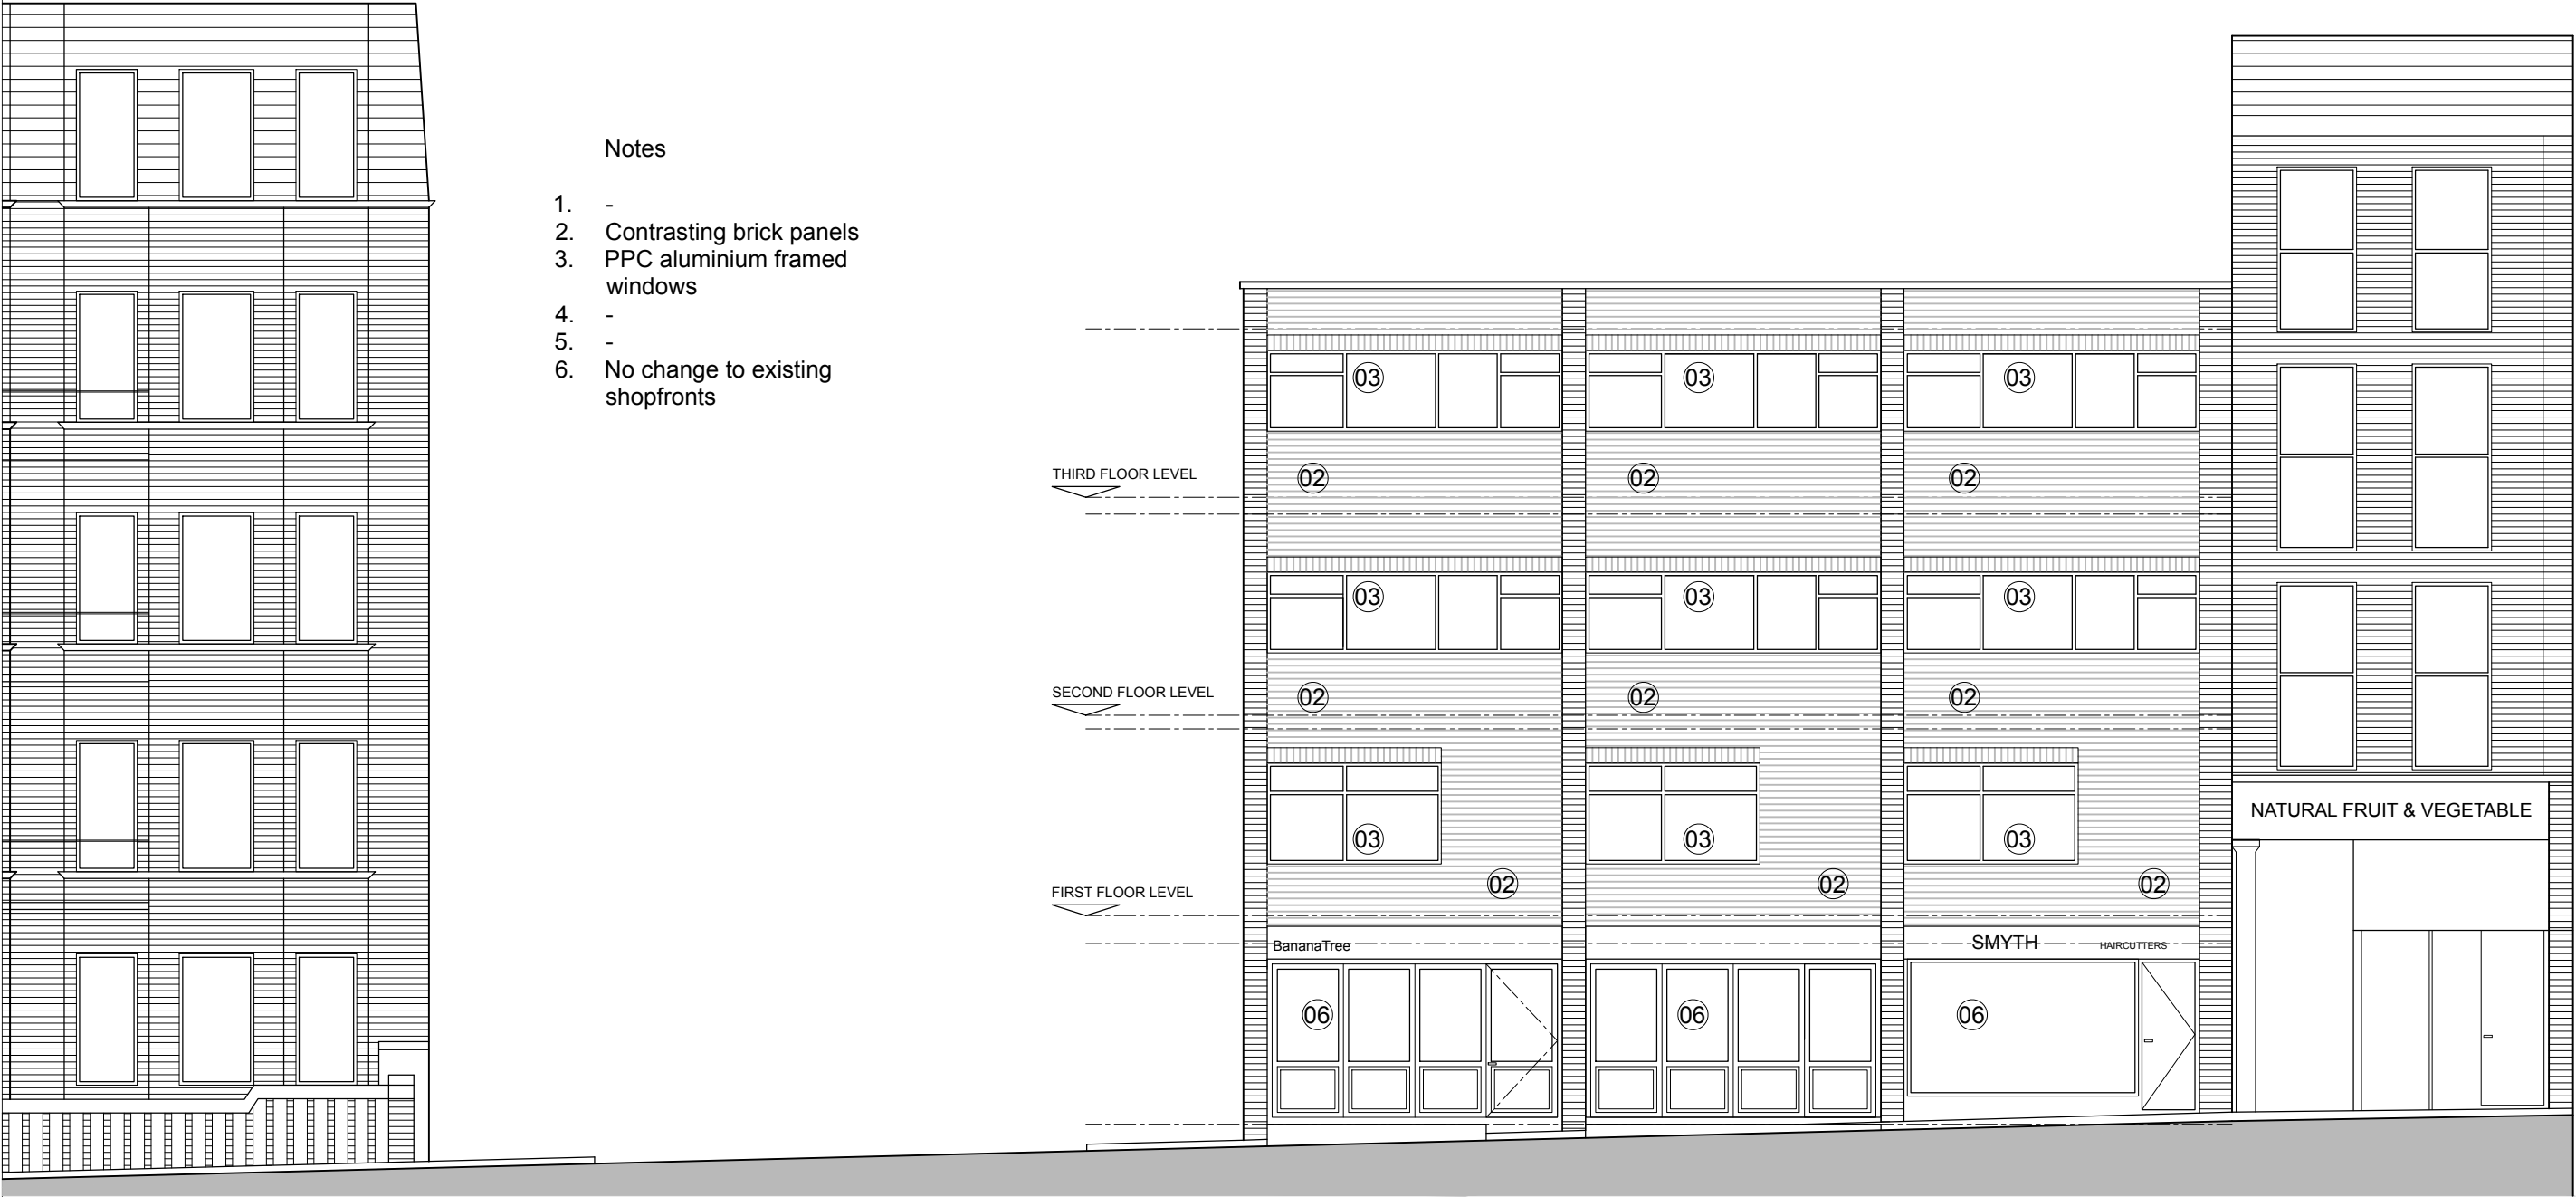 Notes
1. -
2. Contrasting brick panels
3. PPC aluminium framed
windows
4. -
5. -
6. No change to existing
shopfronts
03 03 03
THIRD FLOOR LEVEL
02 02 02
03 03 03
SECOND FLOOR LEVEL
02 02 02
NATURAL FRUIT & VEGETABLE
03 03 03
FIRST FLOOR LEVEL
02 02 02
BananaTree
SMYTH HAIRCUTTERS
06 06 06